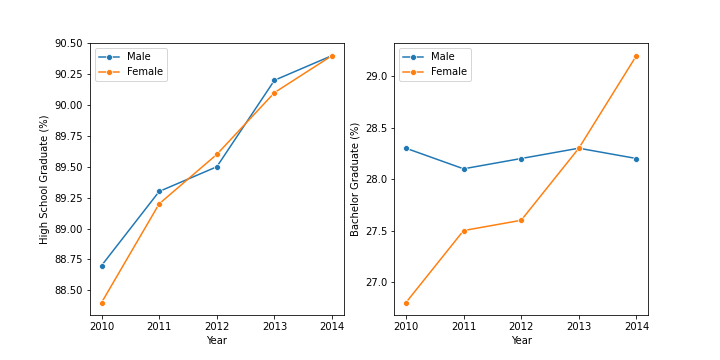 High School Graduate (%)
90.50
90.25
90.00
89.75
89.50
89.25
89.00
88.75
88.50
Male
Female
2010 2011 2012 2013 2014
Year
Bachelor Graduate (%)
29.0
28.5
28.0
27.5
27.0
Male
Female
2010 2011 2012 2013 2014
Year